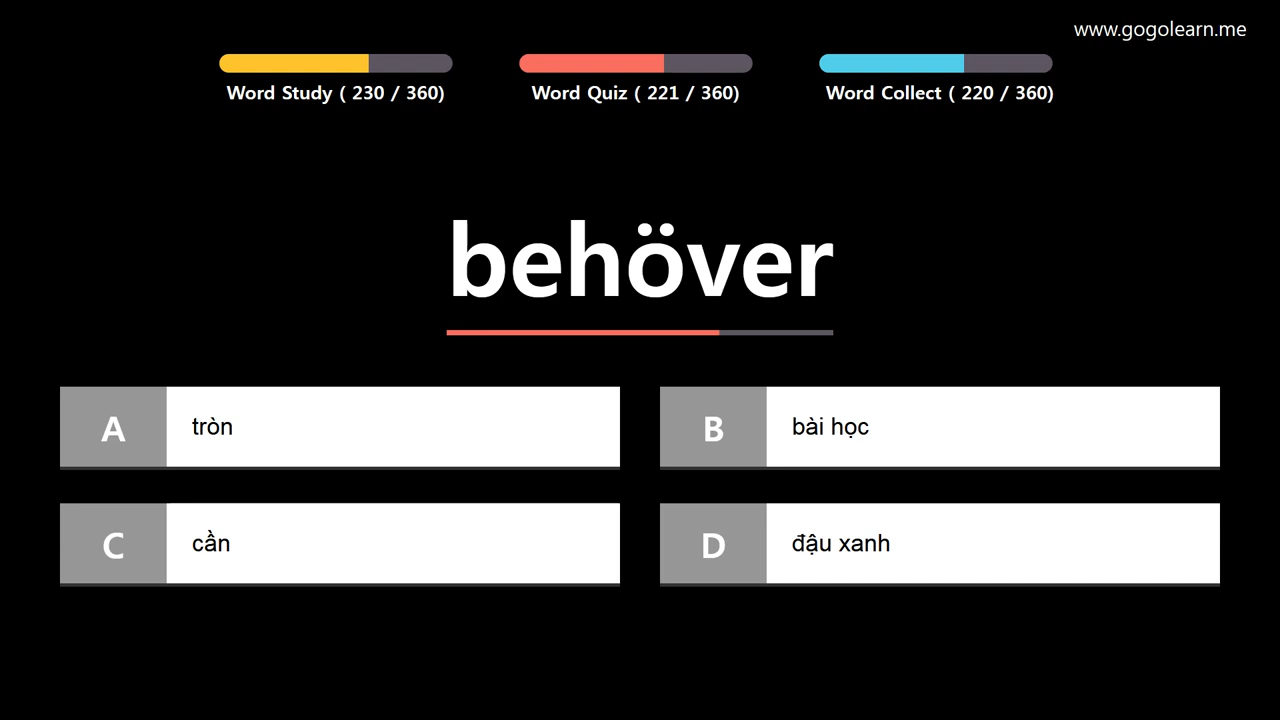 www.gogolearn.me
Word Study ( 230 / 360)
Word Quiz ( 221 / 360)
Word Collect ( 220 / 360)
behöver
A
tròn
B
bài học
C
cần
D
đậu xanh